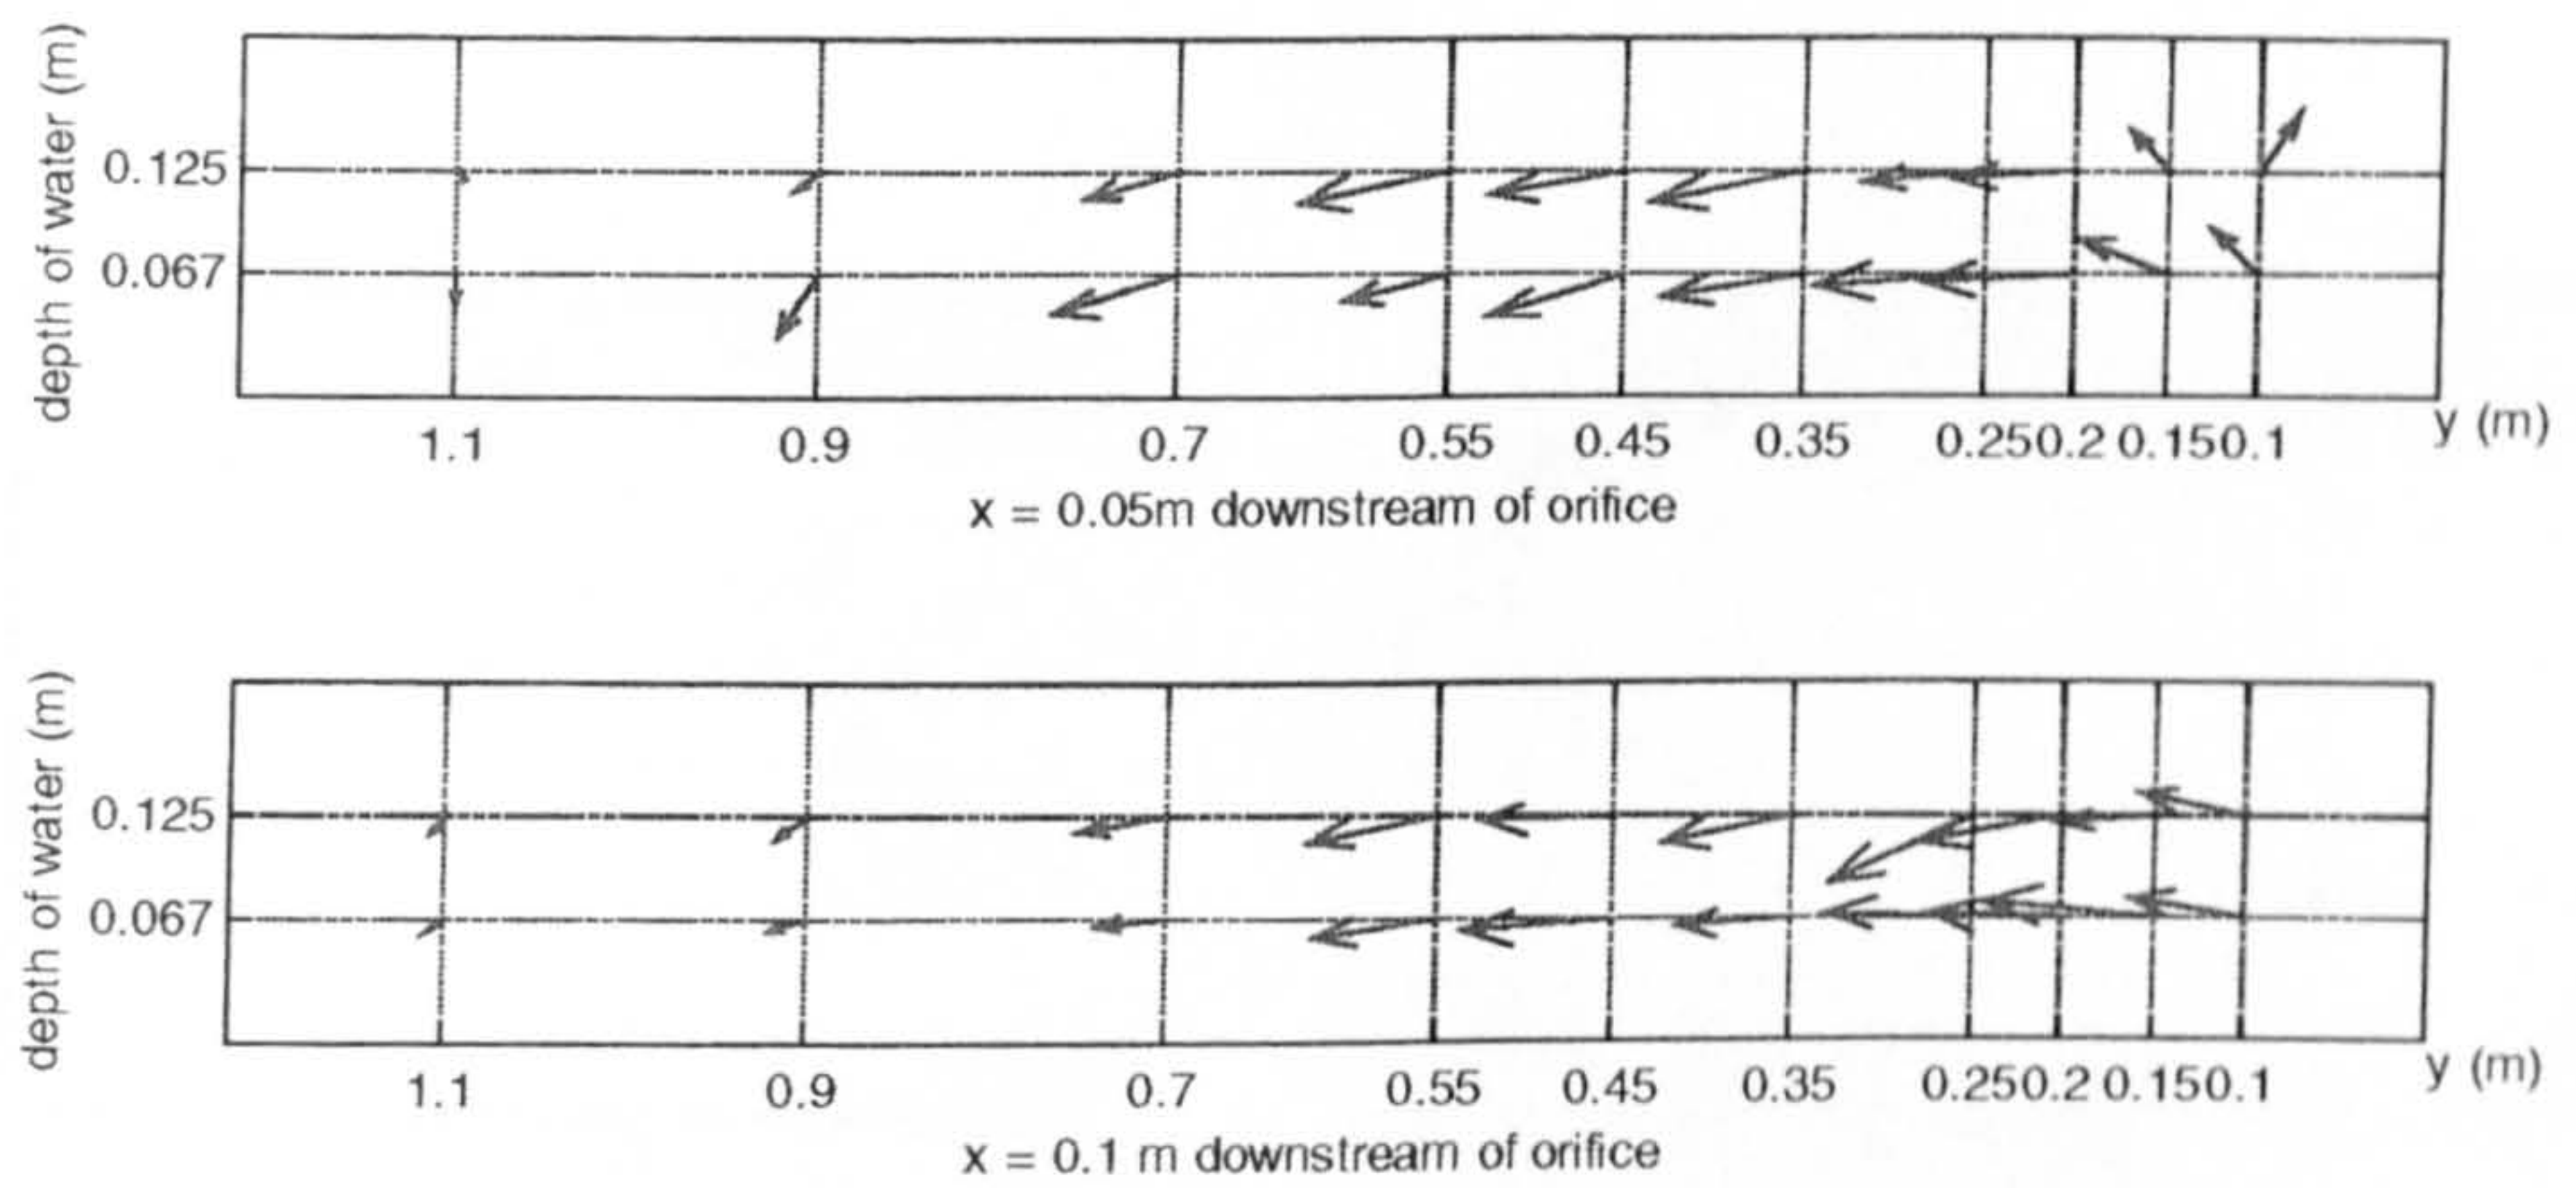 depth of water (m)
0.125
0.067
1.1 0.9 0.7 0.55 0.45 0.35 0.25 0.2 0.15 0.1 y (m)
x = 0.05m downstream of orifice
depth of water (m)
0.125
0.067
1.1 0.9 0.7 0.55 0.45 0.35 0.25 0.2 0.15 0.1 y (m)
x = 0.1 m downstream of orifice